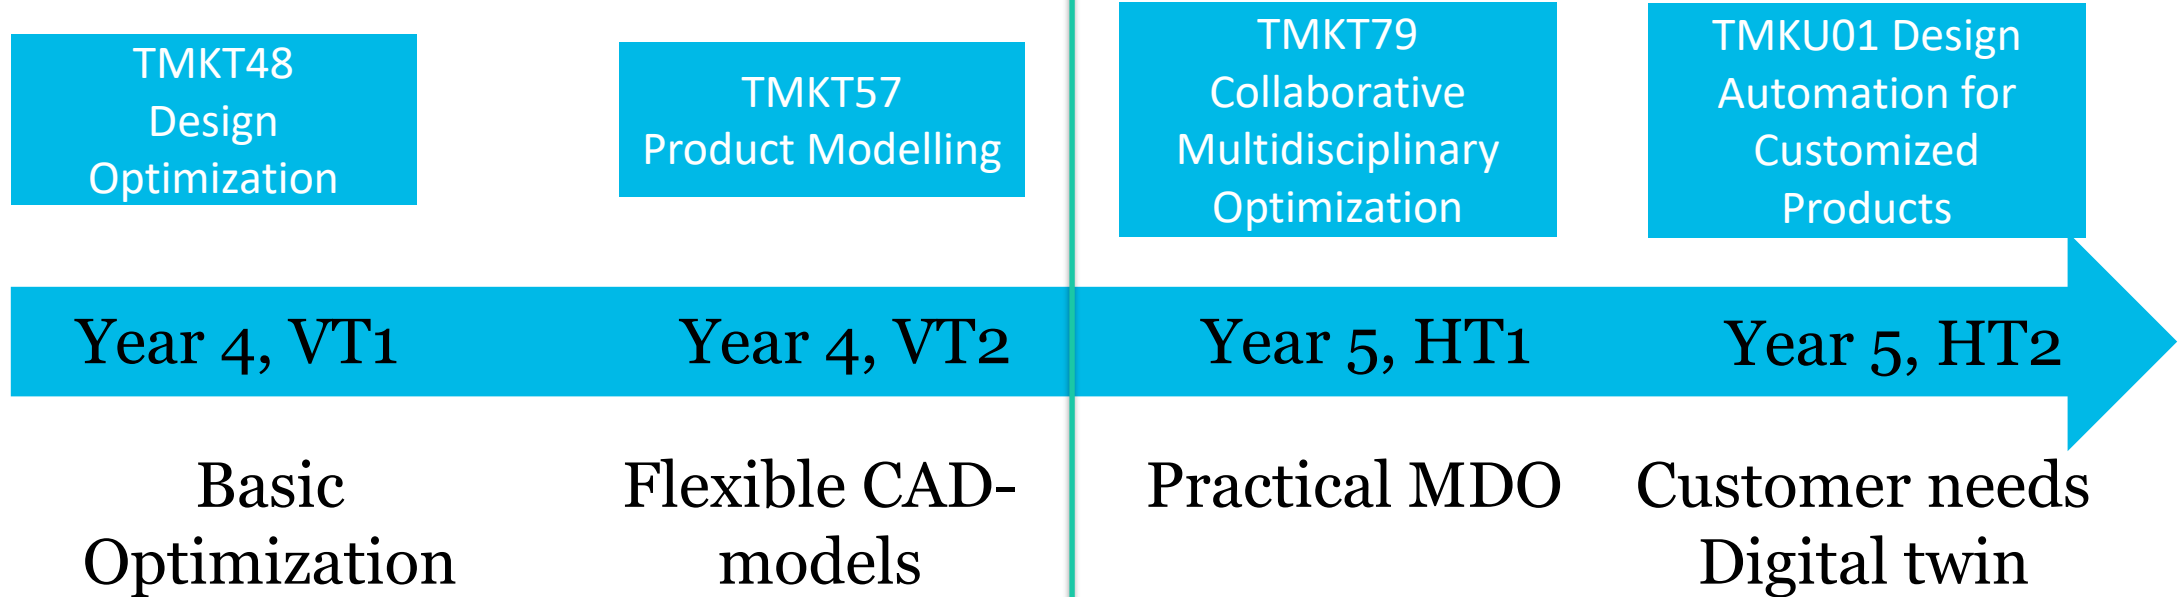 TMKT48
Design
Optimization
TMKT57
Product Modelling
TMKT79
Collaborative
Multidisciplinary
Optimization
TMKU01 Design
Automation for
Customized
Products
Year 4, VT1
Year 4, VT2
Year 5, HT1
Year 5, HT2
Basic
Optimization
Flexible CAD-
models
Practical MDO
Customer needs
Digital twin